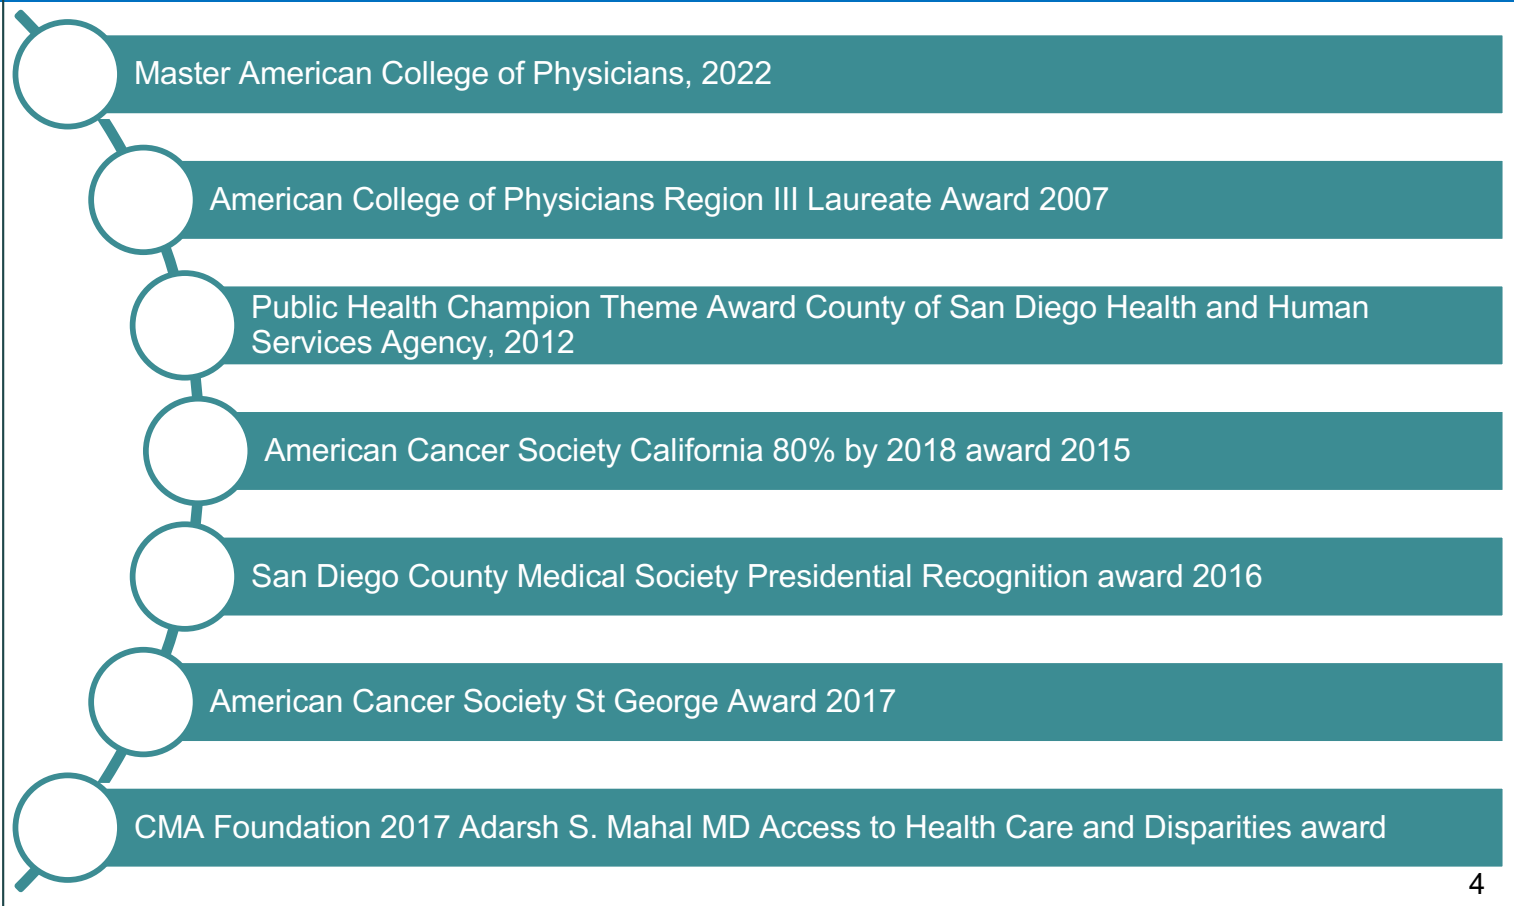 Master American College of Physicians, 2022
American College of Physicians Region III Laureate Award 2007
Public Health Champion Theme Award County of San Diego Health and Human
Services Agency, 2012
American Cancer Society California 80% by 2018 award 2015
San Diego County Medical Society Presidential Recognition award 2016
American Cancer Society St George Award 2017
CMA Foundation 2017 Adarsh S. Mahal MD Access to Health Care and Disparities award
4